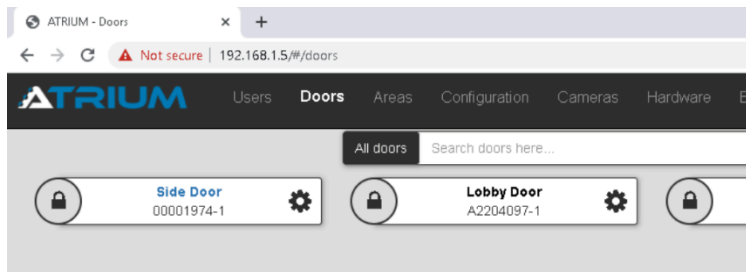 ATRIUM - Doors
Not secure | 192.168.1.5/#/doors
ATRIUM Users Doors Areas Configuration Cameras Hardware E
All doors Search doors here...
Side Door Lobby Door
00001974-1 A2204097-1